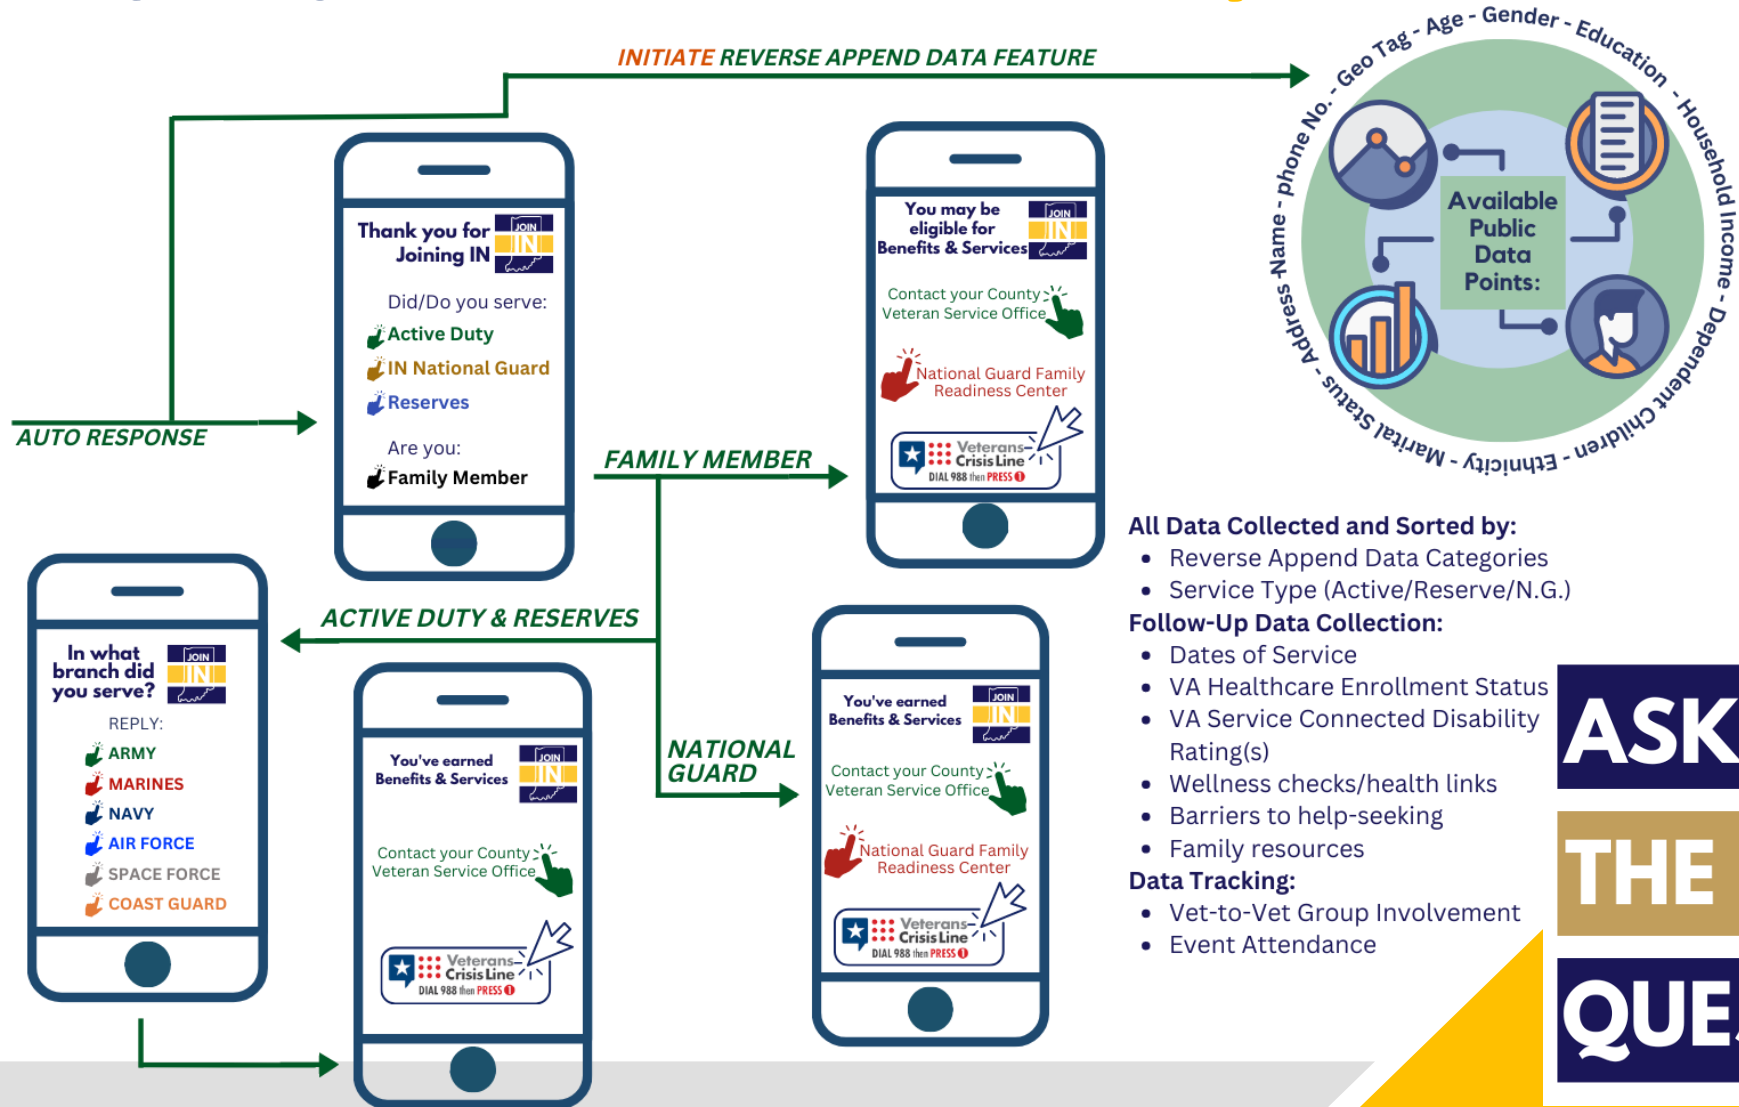 INITIATE REVERSE APPEND DATA FEATURE
AUTO RESPONSE
Thank you for
Joining IN
JOIN
IN
Did/Do you serve:
Active Duty
IN National Guard
Reserves
Are you:
Family Member
FAMILY MEMBER
You may be
eligible for
Benefits & Services
JOIN
IN
Contact your County
Veteran Service Office
National Guard Family
Readiness Center
Veterans
Crisis Line
DIAL 988 then PRESS 1
Address - Name - phone No. - Geo Tag - Age - Gender - Education - Household Income - Dependent Children - Ethnicity - Marital Status -
Available
Public
Data
Points:
ACTIVE DUTY & RESERVES
In what
branch did
you serve?
JOIN
IN
REPLY:
ARMY
MARINES
NAVY
AIR FORCE
SPACE FORCE
COAST GUARD
You've earned
Benefits & Services
JOIN
IN
Contact your County
Veteran Service Office
Veterans
Crisis Line
DIAL 988 then PRESS 1
NATIONAL
GUARD
You've earned
Benefits & Services
JOIN
IN
Contact your County
Veteran Service Office
National Guard Family
Readiness Center
Veterans
Crisis Line
DIAL 988 then PRESS 1
All Data Collected and Sorted by:
• Reverse Append Data Categories
• Service Type (Active/Reserve/N.G.)
Follow-Up Data Collection:
• Dates of Service
• VA Healthcare Enrollment Status
• VA Service Connected Disability
Rating(s)
• Wellness checks/health links
• Barriers to help-seeking
• Family resources
Data Tracking:
• Vet-to-Vet Group Involvement
• Event Attendance
ASK
THE